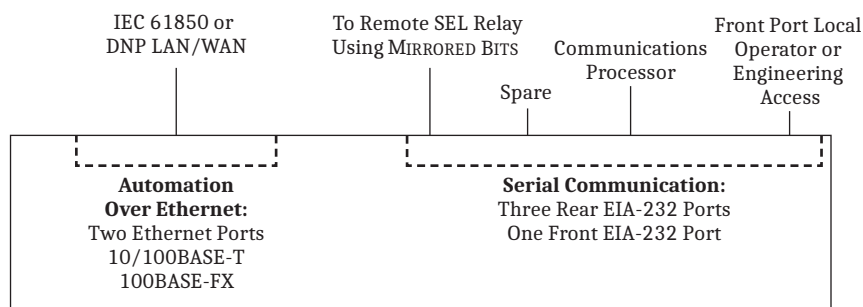 IEC 61850 or
DNP LAN/WAN
To Remote SEL Relay
Using MIRRORED BITS
Spare
Communications
Processor
Front Port Local
Operator or
Engineering
Access
Automation
Over Ethernet:
Two Ethernet Ports
10/100BASE-T
100BASE-FX
Serial Communication:
Three Rear EIA-232 Ports
One Front EIA-232 Port